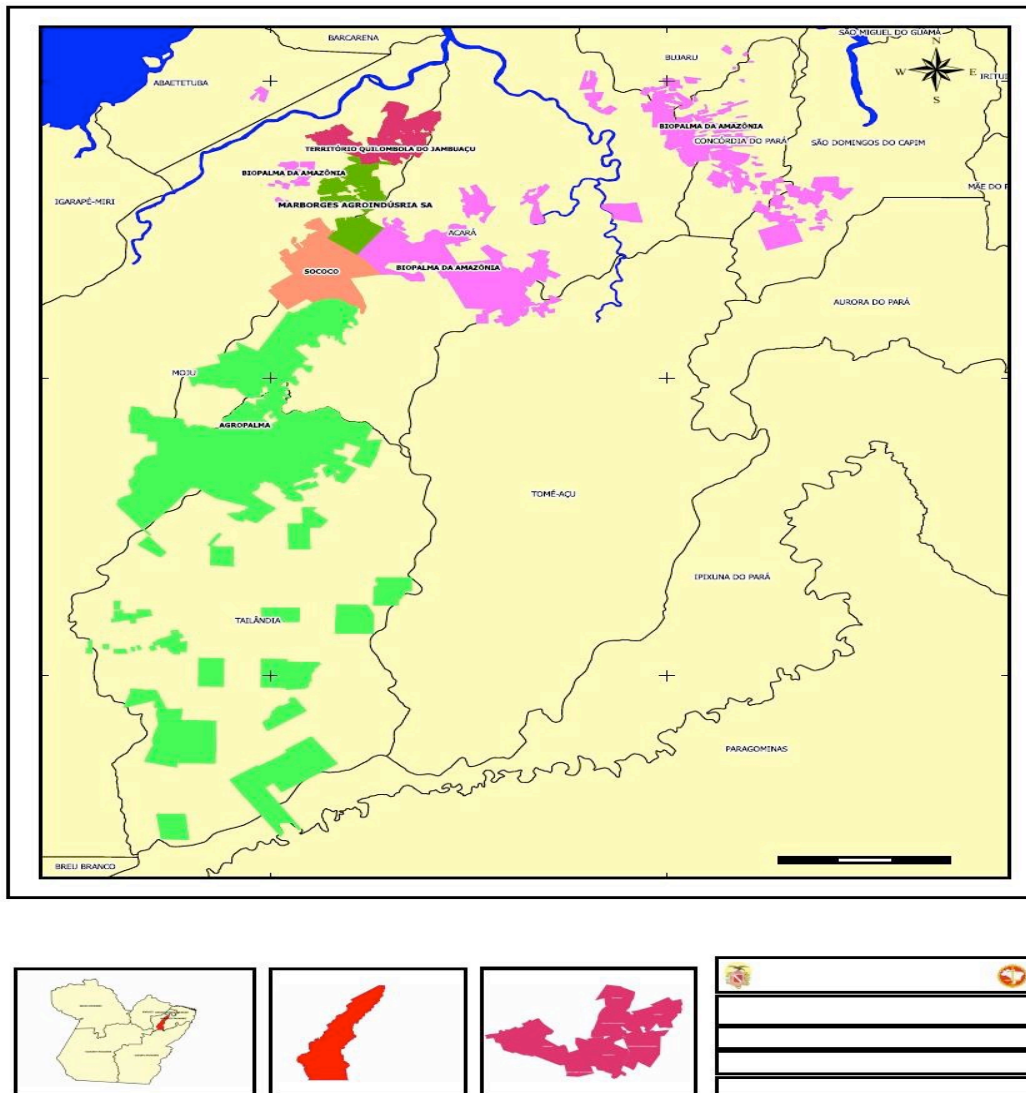 BARCARENA
SÃO MIGUEL DO GUAMÁ
N
BUJARU
W
E
IRITUI
ABAETETUBA
S
BIOPALMA DA AMAZÔNIA
CONCÓRDIA DO PARÁ
SÃO DOMINGOS DO CAPIM
TERRITÓRIO QUILOMBOLA DO JAMBUAÇU
BIOPALMA DA AMAZÔNIA
MÃE DO R
IGARAPÉ-MIRI
MARBORGES AGROINDÚSRIA SA
ACARÁ
SOCOCO
BIOPALMA DA AMAZÔNIA
AURORA DO PARÁ
MOJU
AGROPALMA
TOMÉ-AÇU
IPIXUNA DO PARÁ
TAILÂNDIA
PARAGOMINAS
BREU BRANCO